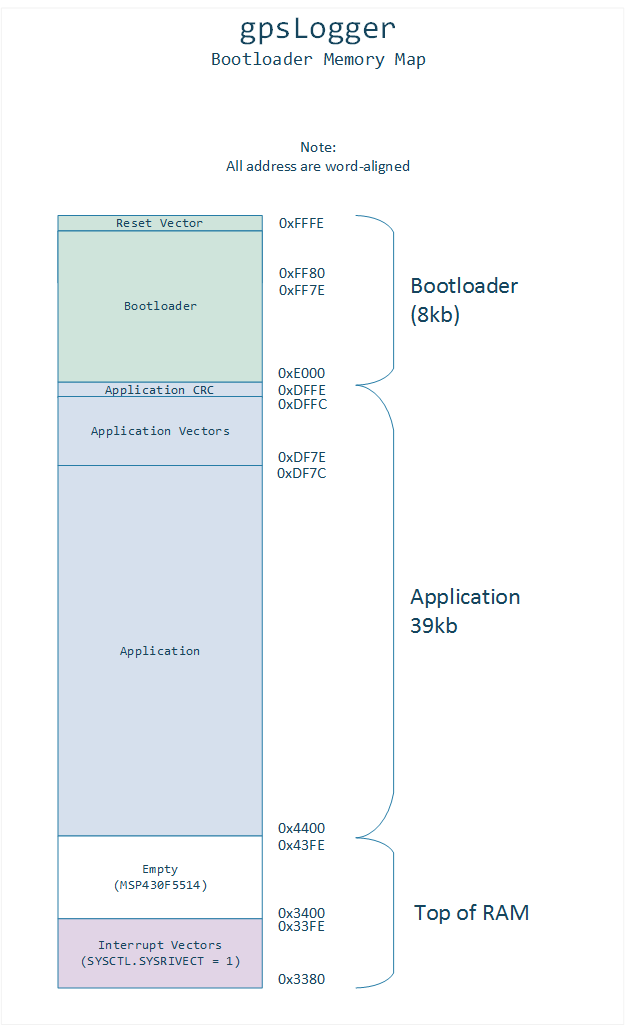 gpsLogger
Bootloader Memory Map
Note:
All address are word-aligned
Reset Vector
0xFFFE
0xFF80
0xFF7E
Bootloader
Bootloader
(8kb)
0xE000
Application CRC
0xDFFE
0xDFFC
Application Vectors
0xDF7E
0xDF7C
Application
39kb
Application
0x4400
0x43FE
Empty
(MSP430F5514)
0x3400
Top of RAM
0x33FE
Interrupt Vectors
(SYSCTL.SYSRIVECT = 1)
0x3380